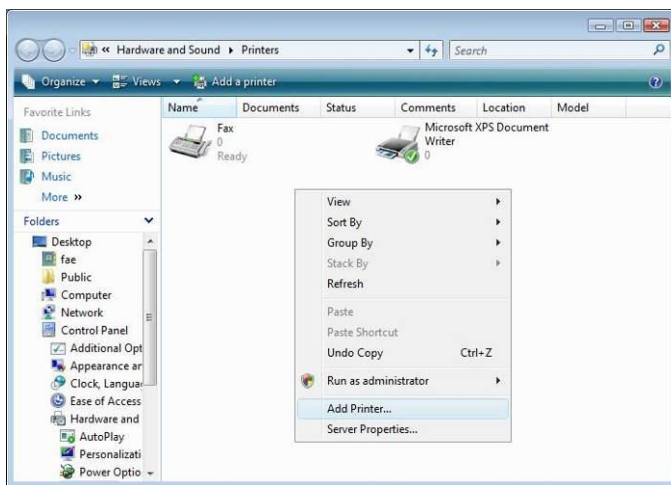 « Hardware and Sound ▸ Printers
Search
Organize Views Add a printer
Favorite Links
Documents
Pictures
Music
More »
Folders
Desktop
fae
Public
Computer
Network
Control Panel
Additional Opt
Appearance ar
Clock, Languag
Ease of Access
Hardware and
AutoPlay
Personalizati
Power Optio
Name Documents Status Comments Location Model
Fax
0
Ready
Microsoft XPS Document
Writer
0
View
Sort By
Group By
Stack By
Refresh
Paste
Paste Shortcut
Undo Copy Ctrl+Z
Run as administrator
Add Printer...
Server Properties...